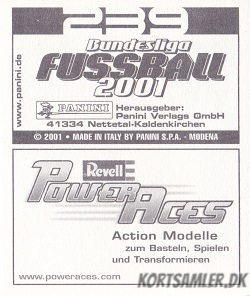 239
Bundesliga
FUSSBALL
2001
www.panini.de
PANINI
Herausgeber:
Panini Verlags GmbH
41334 Nettetal-Kaldenkirchen
© 2001 • MADE IN ITALY BY PANINI S.P.A. - MODENA
Revell
POWER ACES
Action Modelle
zum Basteln, Spielen
und Transformieren
www.poweraces.com
KORTSAMLER.DK